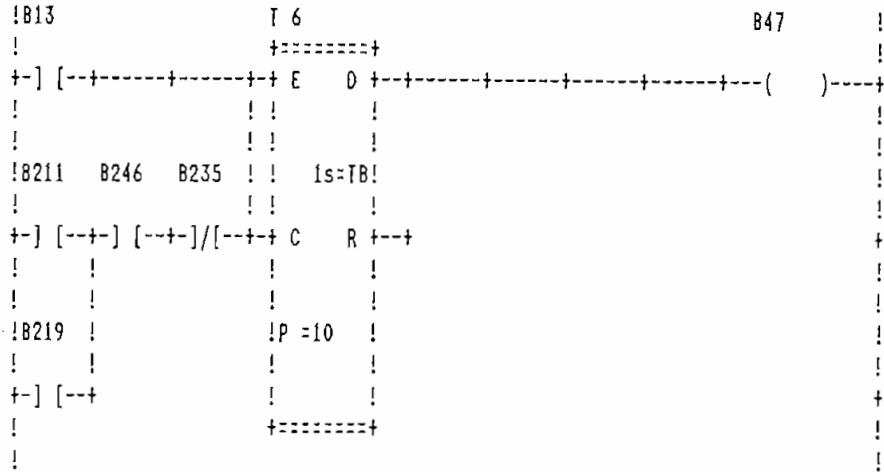 !B13 T 6 B47 !
! +========+ !
+-] [--+------+------+-+ E D +--+------+------+------+------+---( )----+
! ! ! ! !
! ! ! ! !
!B211 B246 B235 ! ! 1s=TB! !
! ! ! ! !
+-] [--+-] [--+-]/[--+-+ C R +--+ +
! ! ! ! !
! ! ! ! !
!B219 ! !P =10 ! !
! ! ! ! !
+-] [--+ ! ! +
! +========+ !
! !